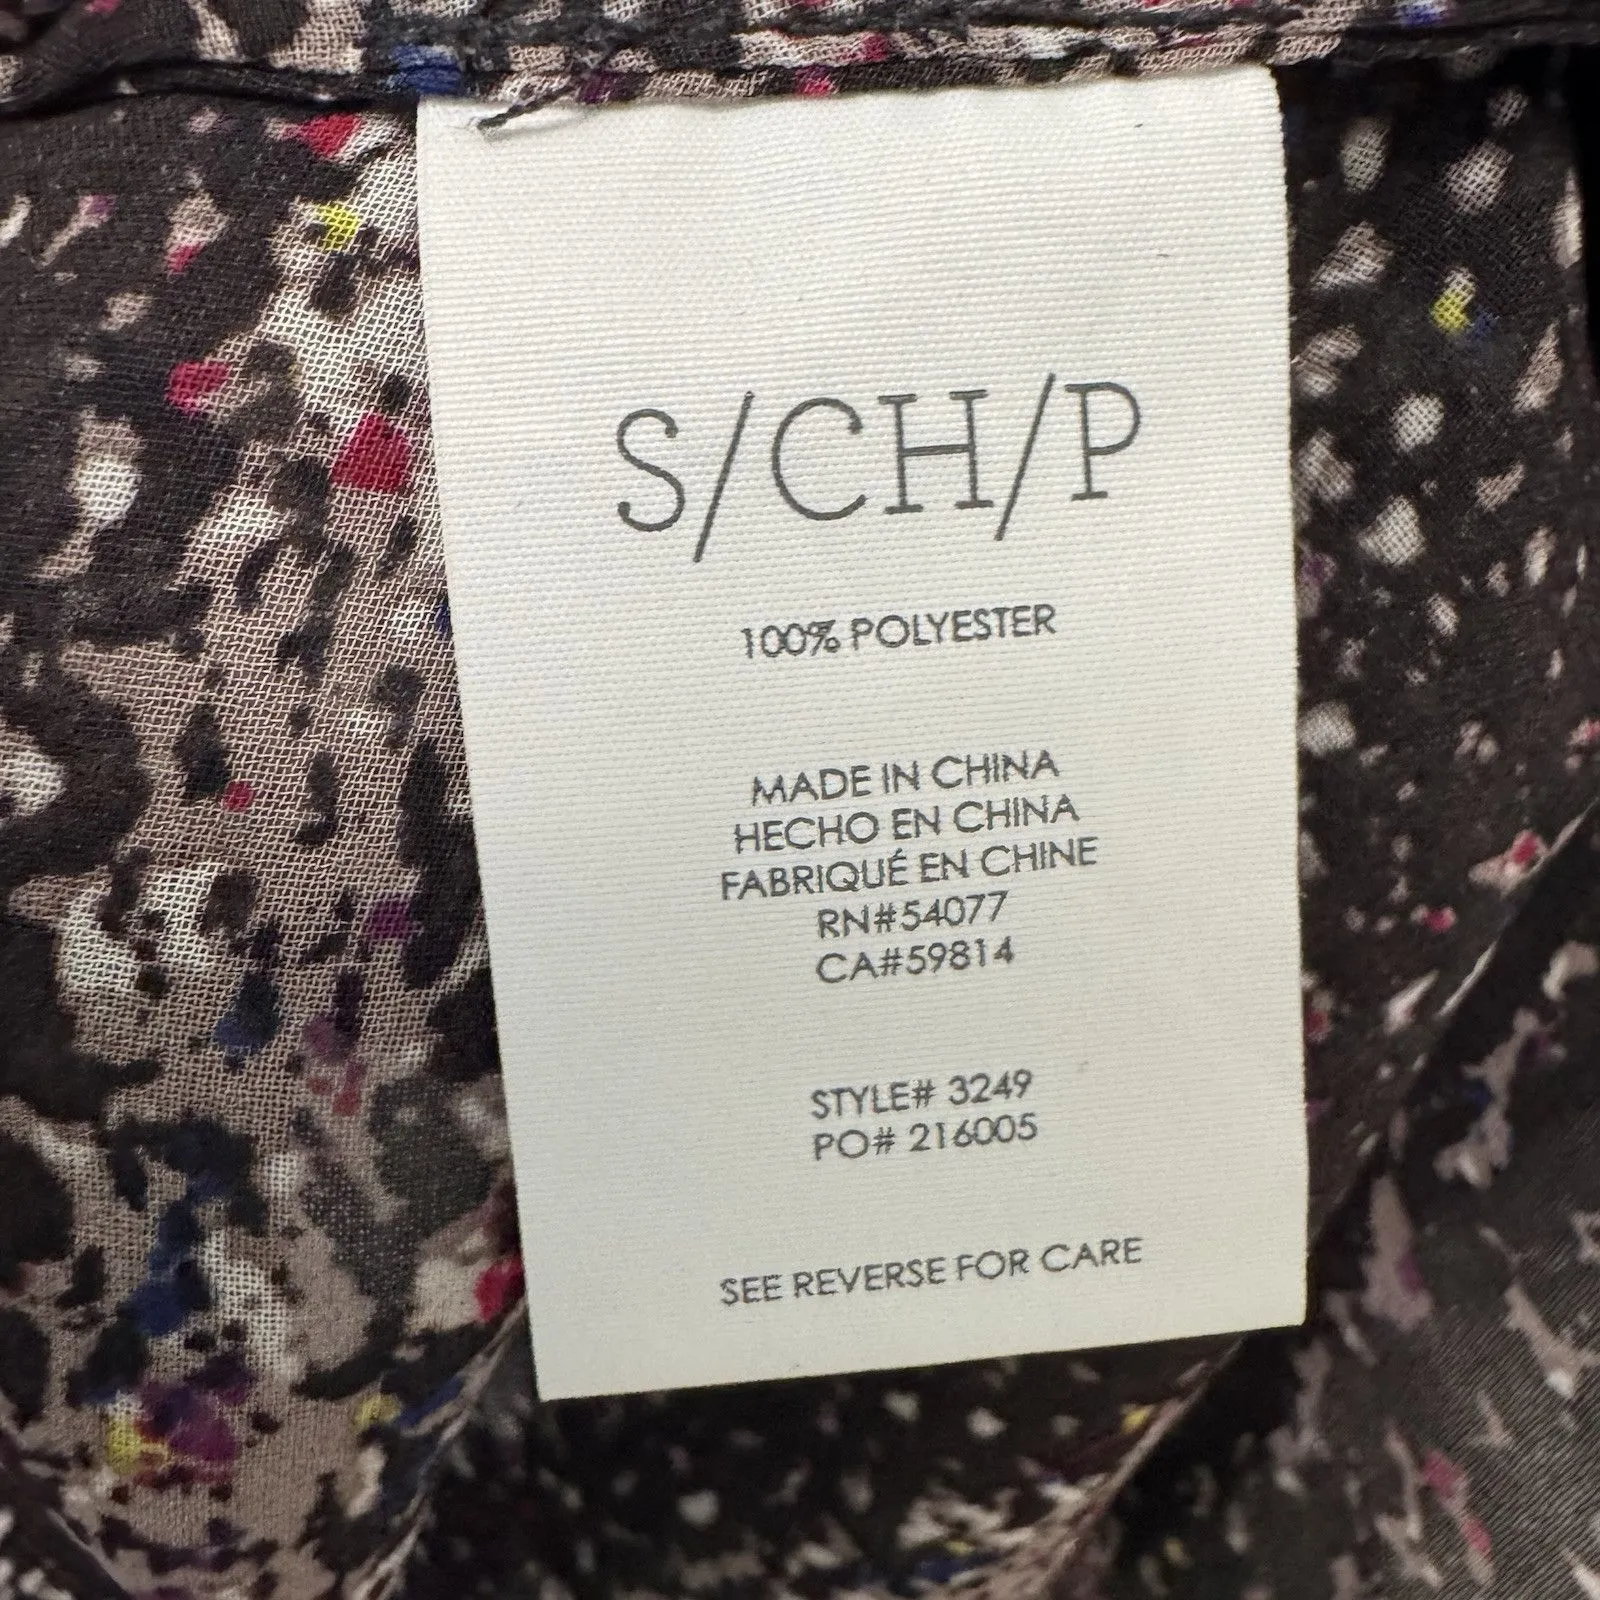 S/CH/P
100% POLYESTER
MADE IN CHINA
HECHO EN CHINA
FABRIQUÉ EN CHINE
RN#54077
CA#59814
STYLE# 3249
PO# 216005
SEE REVERSE FOR CARE